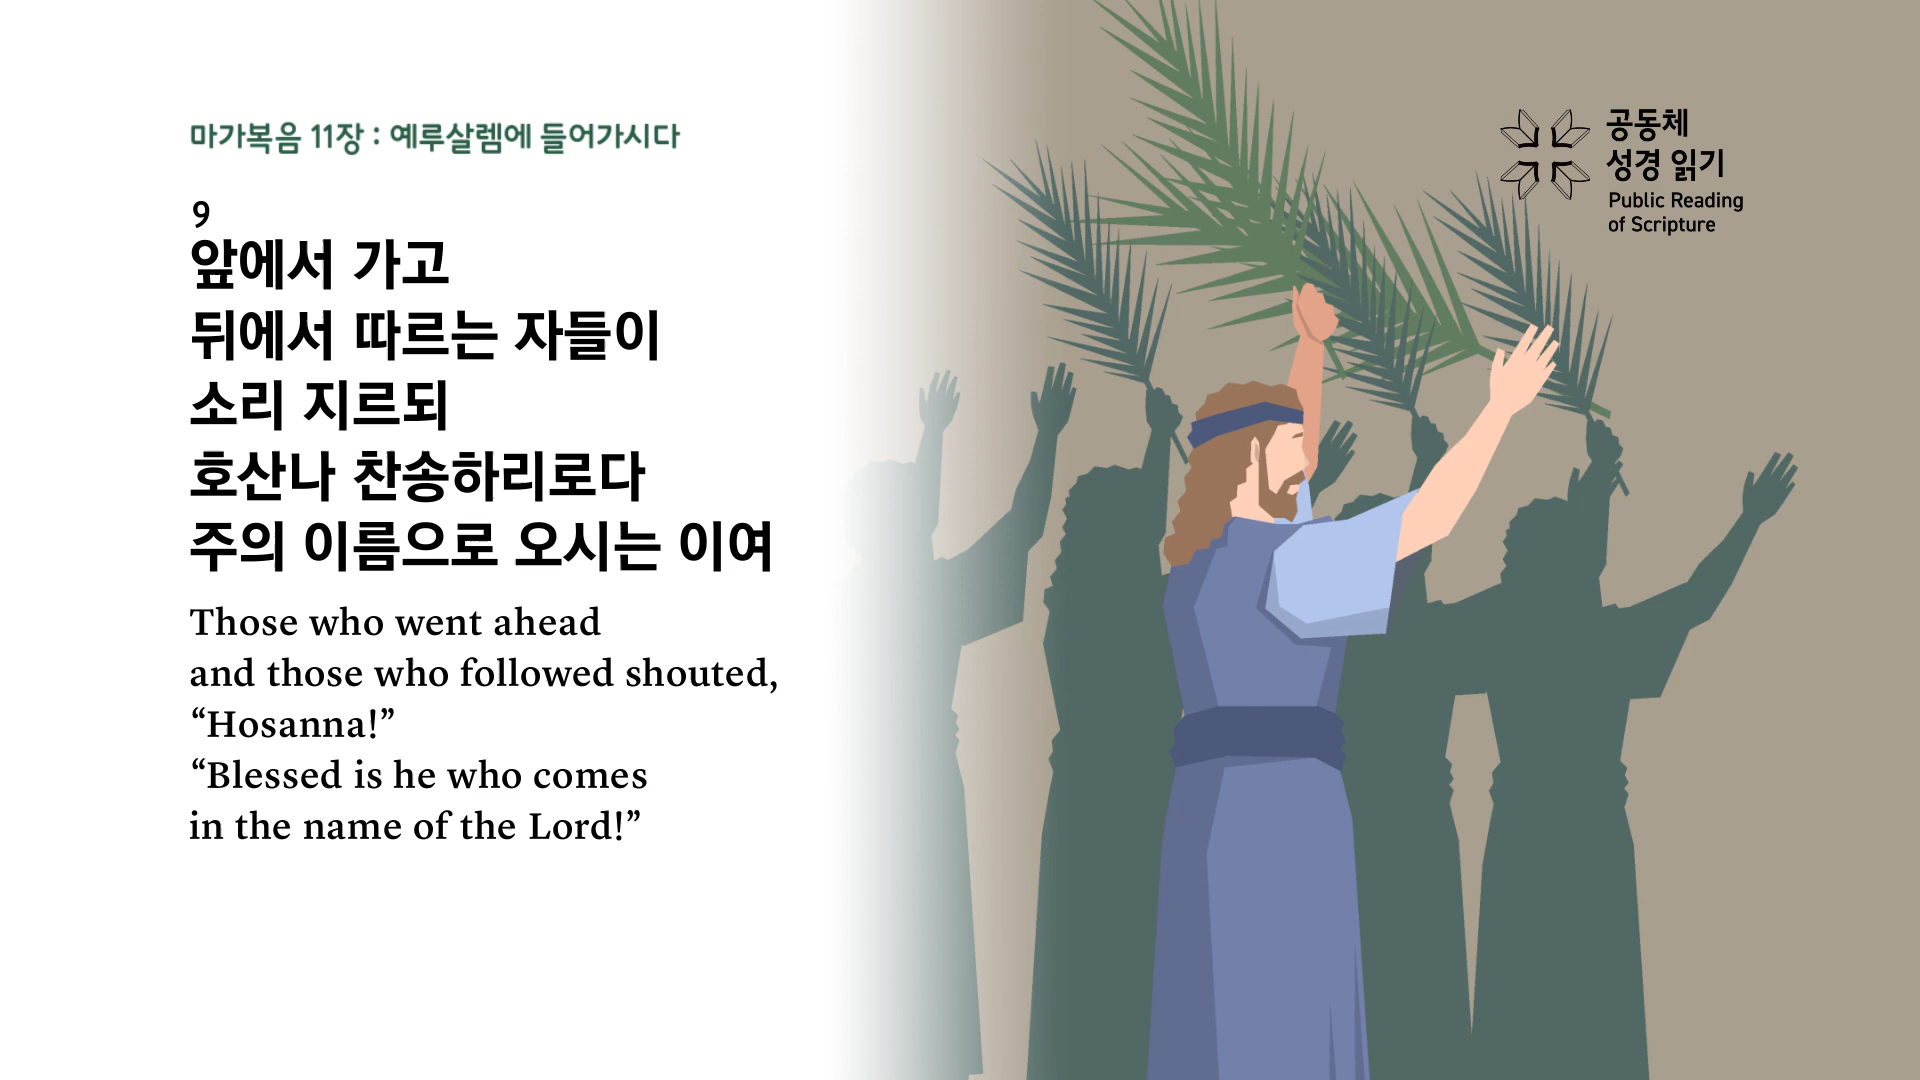 마가복음 11장 : 예루살렘에 들어가시다
9
앞에서 가고
뒤에서 따르는 자들이
소리 지르되
호산나 찬송하리로다
주의 이름으로 오시는 이여
Those who went ahead
and those who followed shouted,
“Hosanna!”
“Blessed is he who comes
in the name of the Lord!”
공동체
성경 읽기
Public Reading
of Scripture